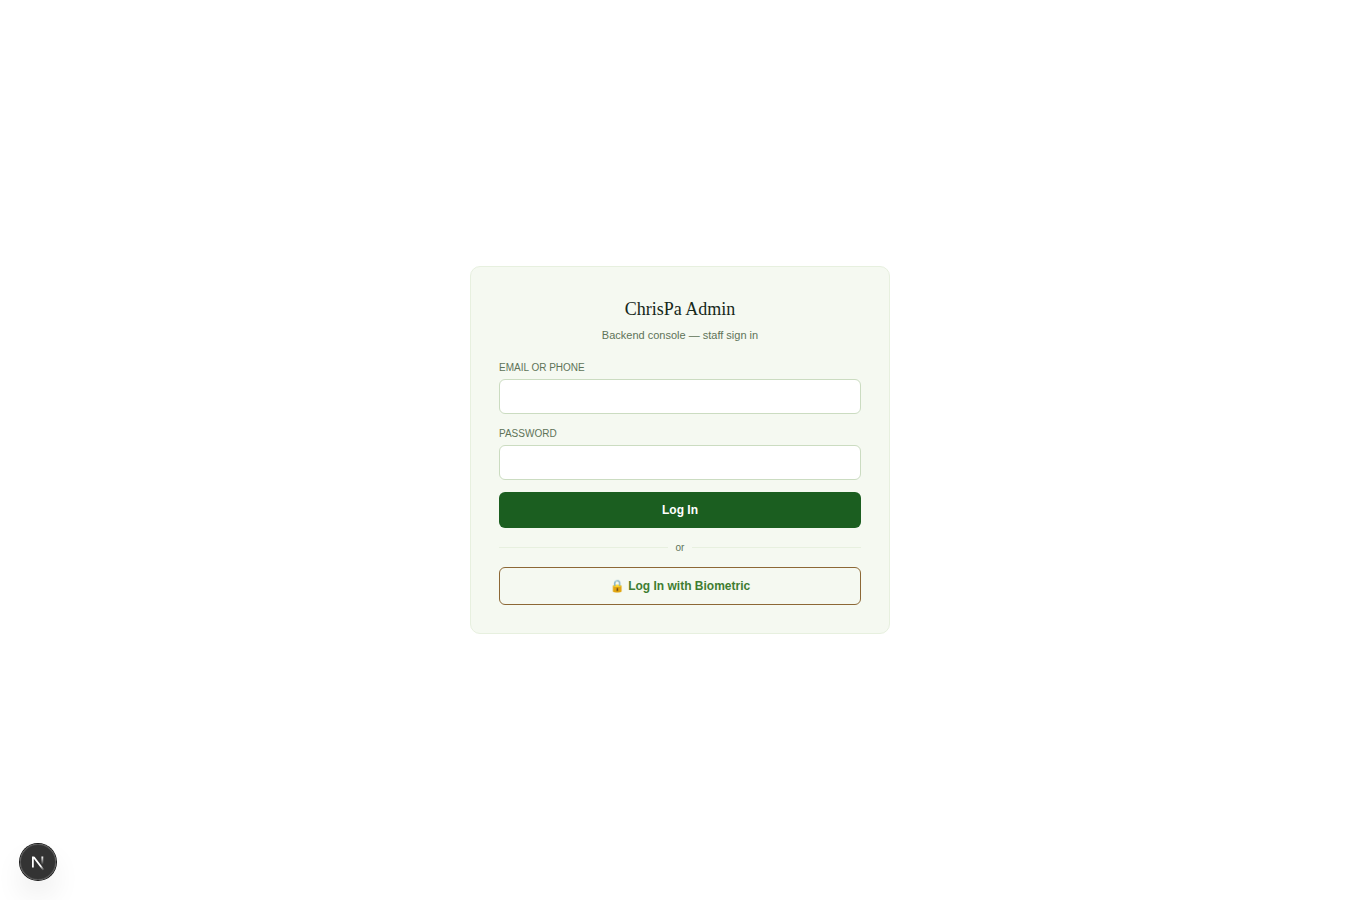 ChrisPa Admin
Backend console — staff sign in
EMAIL OR PHONE
PASSWORD
Log In
or
🔒 Log In with Biometric
N